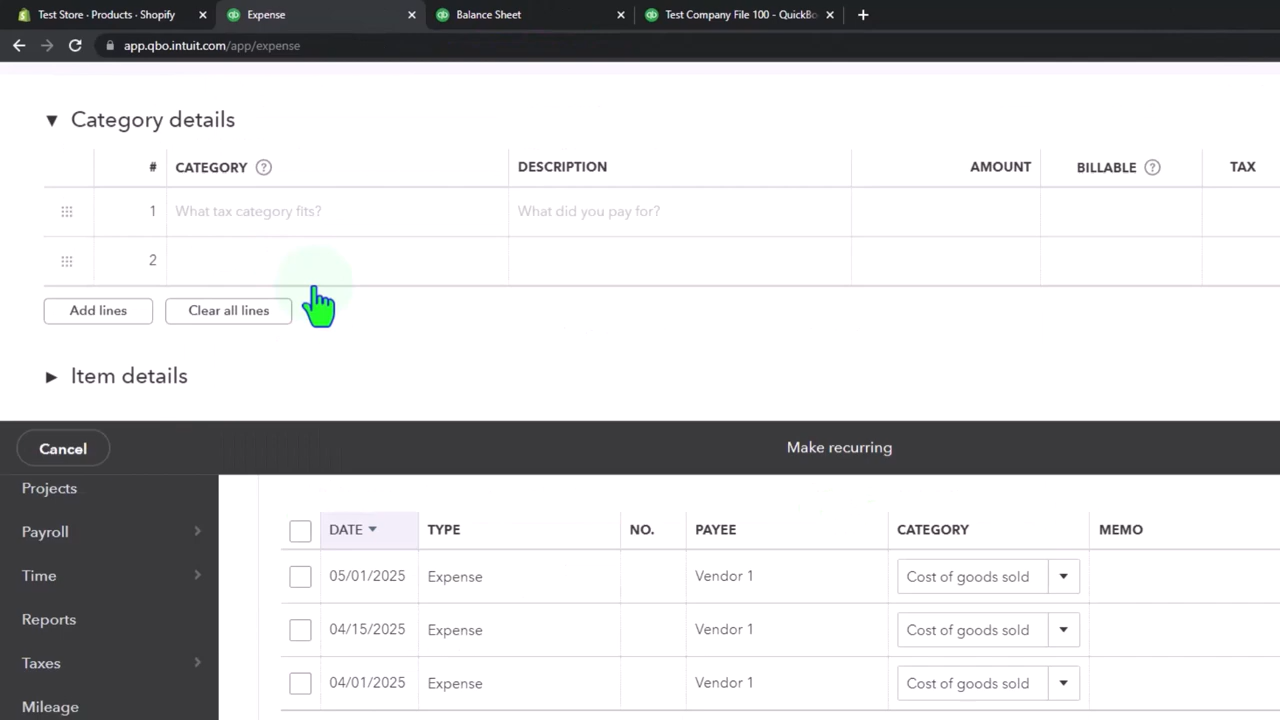 Test Store · Products · Shopify
Expense
Balance Sheet
Test Company File 100 - QuickBo
app.qbo.intuit.com/app/expense
Category details
# CATEGORY ? DESCRIPTION AMOUNT BILLABLE ? TAX
1 What tax category fits? What did you pay for?
2
Add lines Clear all lines
Item details
Cancel Make recurring
Projects
Payroll
Time
Reports
Taxes
Mileage
DATE TYPE NO. PAYEE CATEGORY MEMO
05/01/2025 Expense Vendor 1 Cost of goods sold
04/15/2025 Expense Vendor 1 Cost of goods sold
04/01/2025 Expense Vendor 1 Cost of goods sold